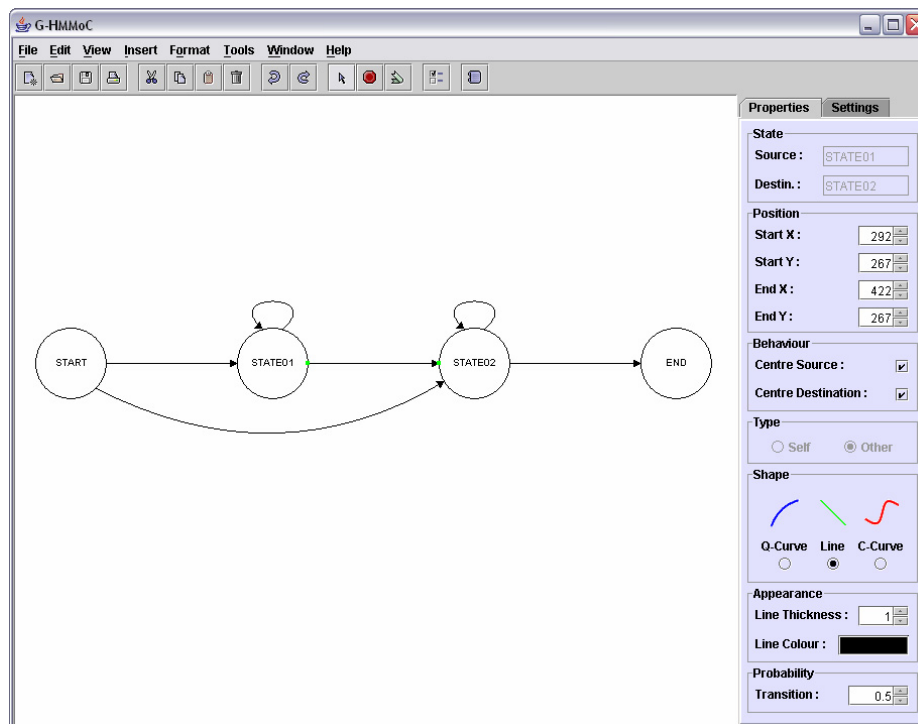 G-HMMoC
File Edit View Insert Format Tools Window Help
Properties Settings
State
Source : STATE01
Destin. : STATE02
Position
Start X : 292
Start Y : 267
End X : 422
End Y : 267
Behaviour
Centre Source :
Centre Destination :
Type
Self Other
Shape
Q-Curve Line C-Curve
Appearance
Line Thickness : 1
Line Colour :
Probability
Transition : 0.5
START STATE01 STATE02 END